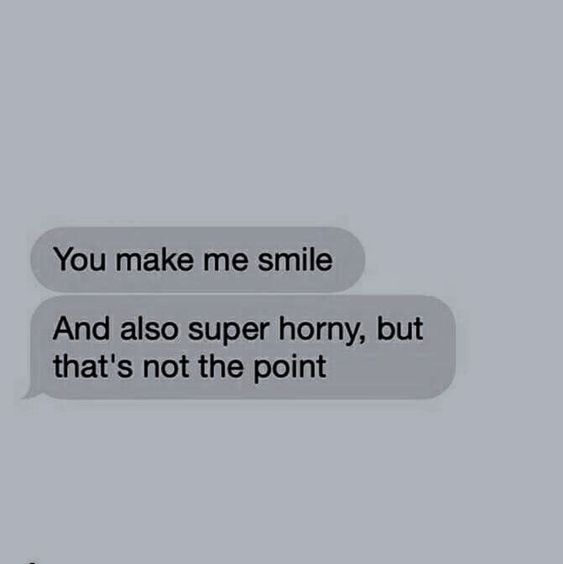 You make me smile
And also super horny, but
that's not the point